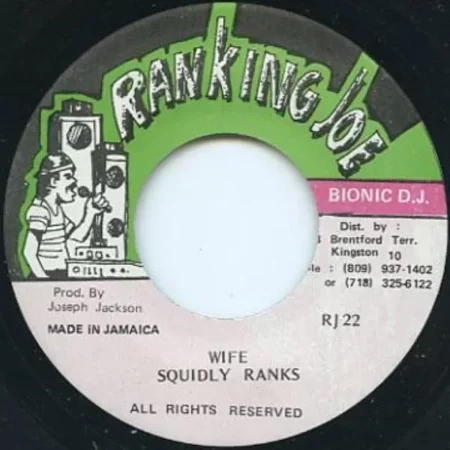 RANKING JOE
BIONIC D.J.
Dist. by :
Brentford Terr.
Kingston 10
: (809) 937-1402
or (718) 325-6122
Prod. By
Joseph Jackson
MADE IN JAMAICA
RJ 22
WIFE
SQUIDLY RANKS
ALL RIGHTS RESERVED